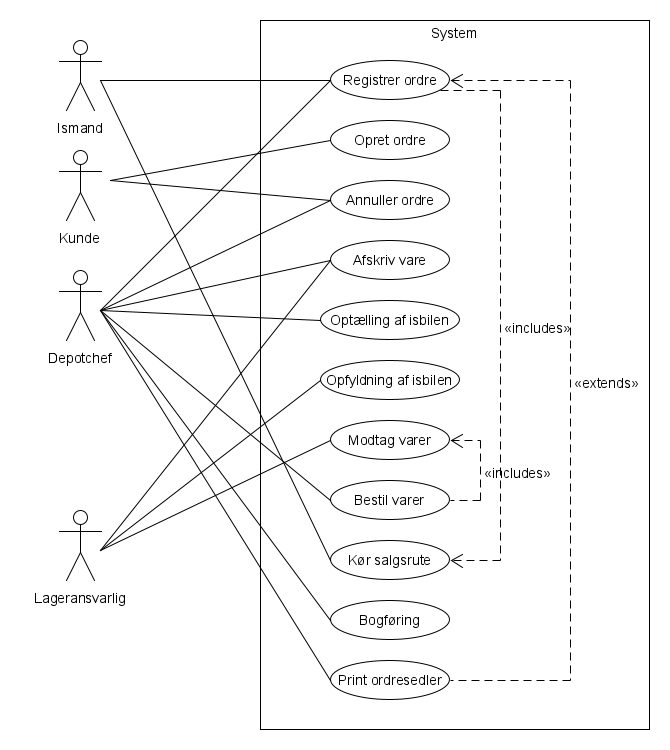 System
Registrer ordre
Ismand
Opret ordre
Annuller ordre
Kunde
Afskriv vare
Optælling af isbilen
«includes»
Depotchef
Opfyldning af isbilen
«extends»
Modtag varer
«includes»
Bestil varer
Kør salgsrute
Lageransvarlig
Bogføring
Print ordresedler